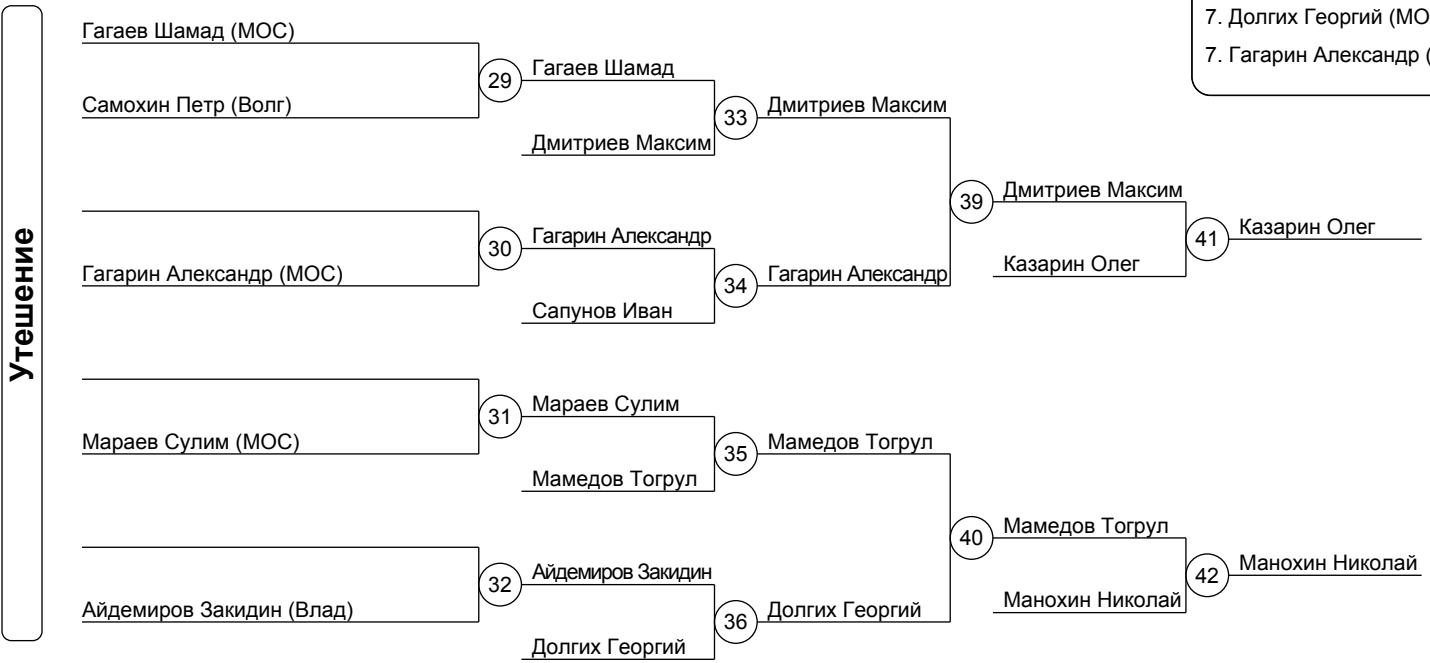 7. Долгих Георгий (МО
7. Гагарин Александр (
Утешение
Гагаев Шамад (МОС)
Самохин Петр (Волг)
29
Гагаев Шамад
Дмитриев Максим
33
Дмитриев Максим
Гагарин Александр (МОС)
30
Гагарин Александр
Сапунов Иван
34
Гагарин Александр
39
Дмитриев Максим
Казарин Олег
41
Казарин Олег
Мараев Сулим (МОС)
31
Мараев Сулим
Мамедов Тогрул
35
Мамедов Тогрул
Айдемиров Закидин (Влад)
32
Айдемиров Закидин
Долгих Георгий
36
Долгих Георгий
40
Мамедов Тогрул
Манохин Николай
42
Манохин Николай